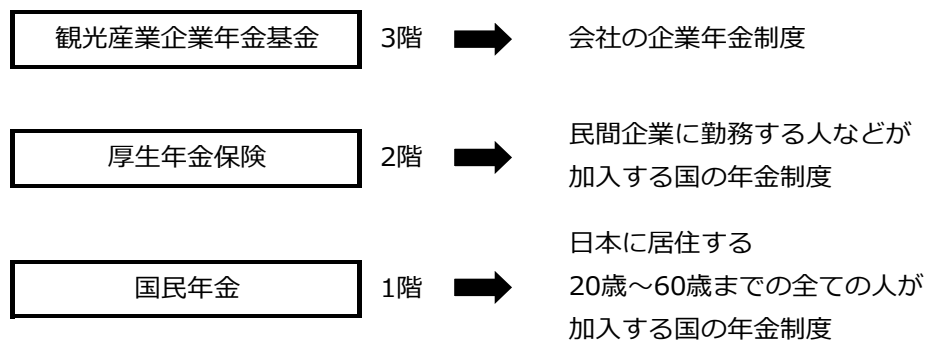 観光産業企業年金基金 3階 会社の企業年金制度
厚生年金保険 2階 民間企業に勤務する人などが
加入する国の年金制度
国民年金 1階 日本に居住する
20歳～60歳までの全ての人が
加入する国の年金制度